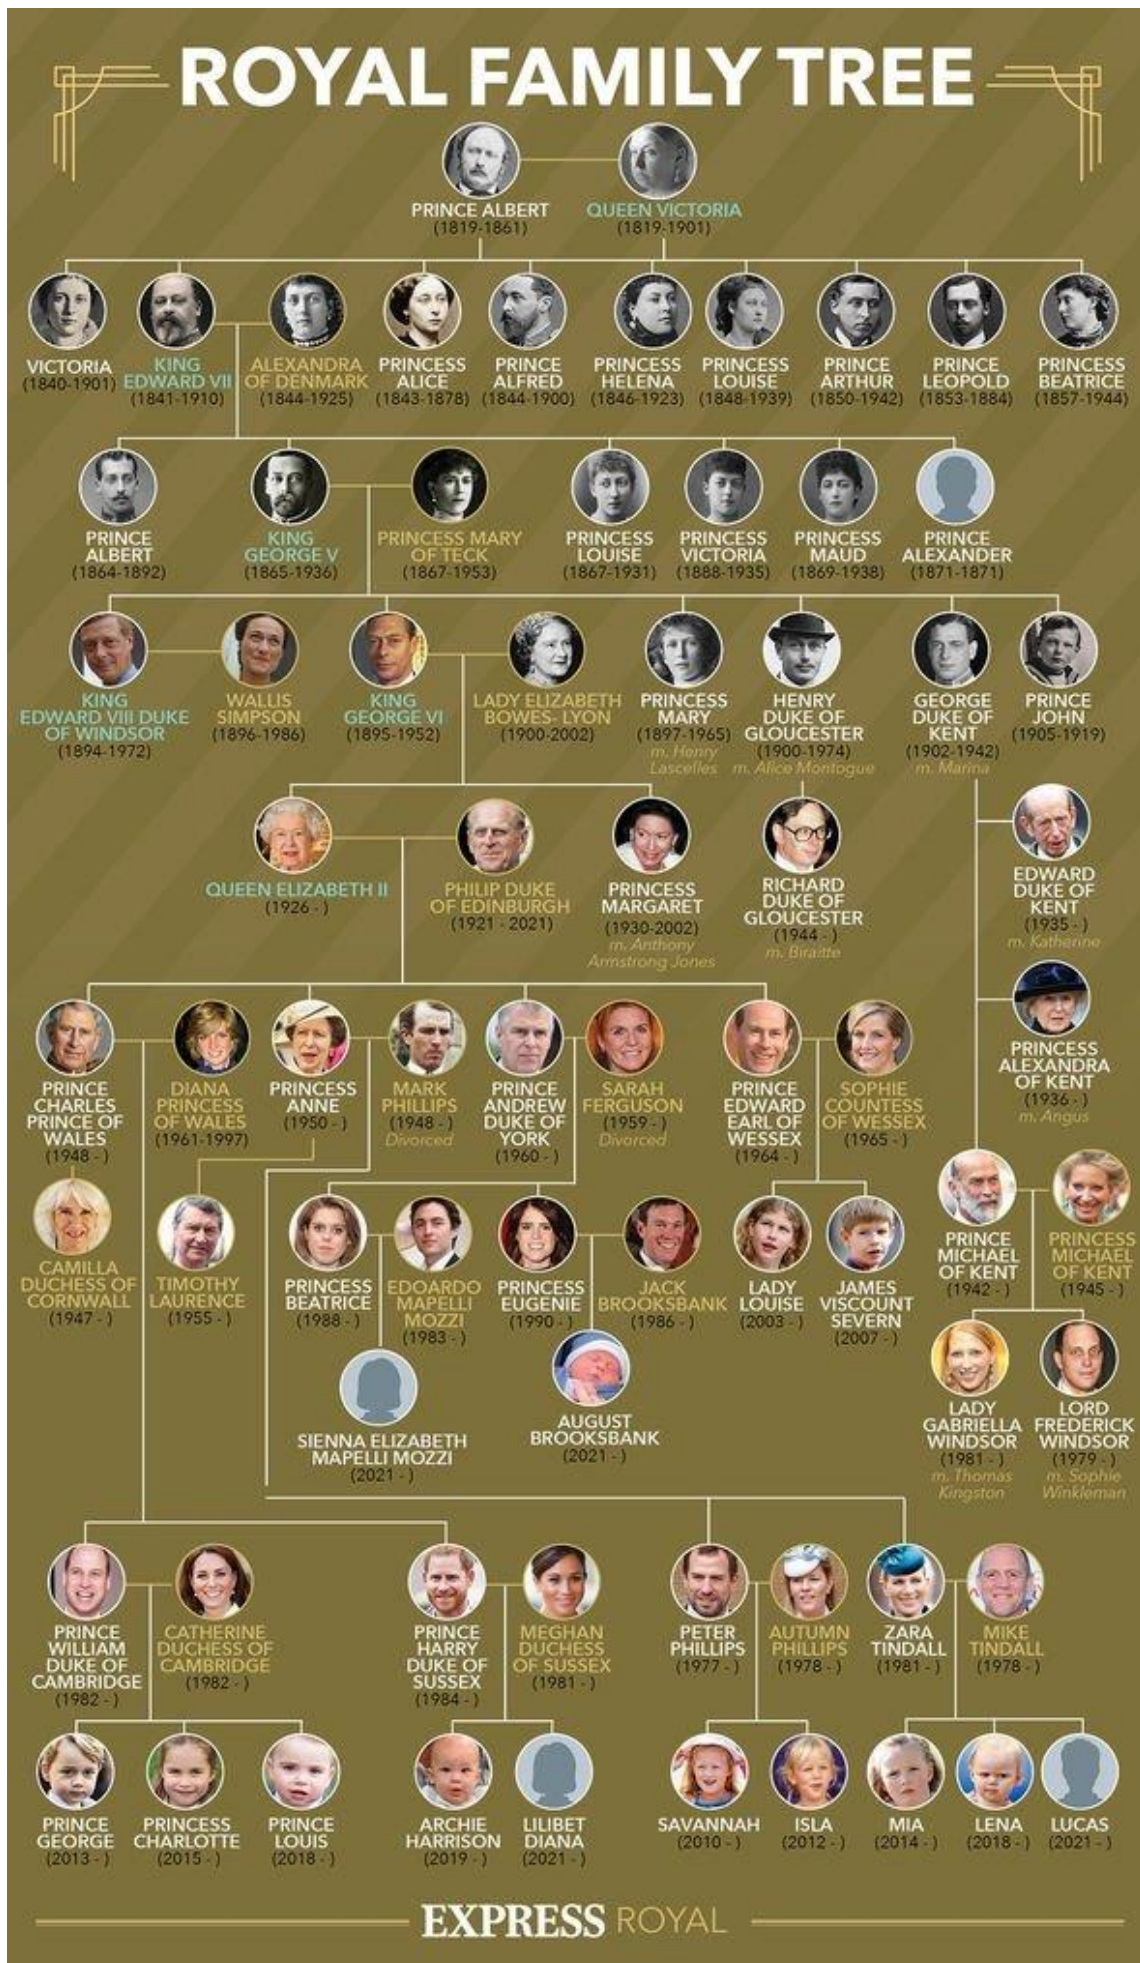 ROYAL FAMILY TREE
PRINCE ALBERT
(1819-1861)
QUEEN VICTORIA
(1819-1901)
VICTORIA
(1840-1901)
KING
EDWARD VII
(1841-1910)
ALEXANDRA
OF DENMARK
(1844-1925)
PRINCESS
ALICE
(1843-1878)
PRINCE
ALFRED
(1844-1900)
PRINCESS
HELENA
(1846-1923)
PRINCESS
LOUISE
(1848-1939)
PRINCE
ARTHUR
(1850-1942)
PRINCE
LEOPOLD
(1853-1884)
PRINCESS
BEATRICE
(1857-1944)
PRINCE
ALBERT
(1864-1892)
KING
GEORGE V
(1865-1936)
PRINCESS MARY
OF TECK
(1867-1953)
PRINCESS
LOUISE
(1867-1931)
PRINCESS
VICTORIA
(1888-1935)
PRINCESS
MAUD
(1869-1938)
PRINCE
ALEXANDER
(1871-1871)
KING
EDWARD VIII DUKE
OF WINDSOR
(1894-1972)
WALLIS
SIMPSON
(1896-1986)
KING
GEORGE VI
(1895-1952)
LADY ELIZABETH
BOWES- LYON
(1900-2002)
PRINCESS
MARY
(1897-1965)
m. Henry
Lascelles
HENRY
DUKE OF
GLOUCESTER
(1900-1974)
m. Alice Montogue
GEORGE
DUKE OF
KENT
(1902-1942)
m. Marina
PRINCE
JOHN
(1905-1919)
QUEEN ELIZABETH II
(1926 - )
PHILIP DUKE
OF EDINBURGH
(1921 - 2021)
PRINCESS
MARGARET
(1930-2002)
m. Anthony
Armstrong Jones
RICHARD
DUKE OF
GLOUCESTER
(1944 - )
m. Biraitte
EDWARD
DUKE OF
KENT
(1935 - )
m. Katherine
PRINCESS
ALEXANDRA
OF KENT
(1936 - )
m. Angus
PRINCE
CHARLES
PRINCE OF
WALES
(1948 - )
DIANA
PRINCESS
OF WALES
(1961-1997)
PRINCESS
ANNE
(1950 - )
MARK
PHILLIPS
(1948 - )
Divorced
PRINCE
ANDREW
DUKE OF
YORK
(1960 - )
SARAH
FERGUSON
(1959 - )
Divorced
PRINCE
EDWARD
EARL OF
WESSEX
(1964 - )
SOPHIE
COUNTESS
OF WESSEX
(1965 - )
CAMILLA
DUCHESS OF
CORNWALL
(1947 - )
TIMOTHY
LAURENCE
(1955 - )
PRINCESS
BEATRICE
(1988 - )
EDOARDO
MAPELLI
MOZZI
(1983 - )
PRINCESS
EUGENIE
(1990 - )
JACK
BROOKSBANK
(1986 - )
LADY
LOUISE
(2003 - )
JAMES
VISCOUNT
SEVERN
(2007 - )
PRINCE
MICHAEL
OF KENT
(1942 - )
PRINCESS
MICHAEL
OF KENT
(1945 - )
SIENNA ELIZABETH
MAPELLI MOZZI
(2021 - )
AUGUST
BROOKSBANK
(2021 - )
LADY
GABRIELLA
WINDSOR
(1981 - )
m. Thomas
Kingston
LORD
FREDERICK
WINDSOR
(1979 - )
m. Sophie
Winkleman
PRINCE
WILLIAM
DUKE OF
CAMBRIDGE
(1982 - )
CATHERINE
DUCHESS OF
CAMBRIDGE
(1982 - )
PRINCE
HARRY
DUKE OF
SUSSEX
(1984 - )
MEGHAN
DUCHESS
OF SUSSEX
(1981 - )
PETER
PHILLIPS
(1977 - )
AUTUMN
PHILLIPS
(1978 - )
ZARA
TINDALL
(1981 - )
MIKE
TINDALL
(1978 - )
PRINCE
GEORGE
(2013 - )
PRINCESS
CHARLOTTE
(2015 - )
PRINCE
LOUIS
(2018 - )
ARCHIE
HARRISON
(2019 - )
LILIBET
DIANA
(2021 - )
SAVANNAH
(2010 - )
ISLA
(2012 - )
MIA
(2014 - )
LENA
(2018 - )
LUCAS
(2021 - )
EXPRESS ROYAL